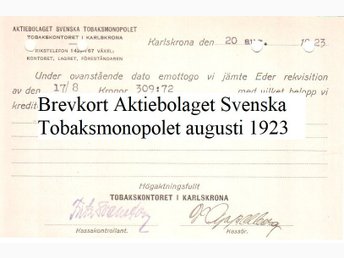 AKTIEBOLAGET SVENSKA TOBAKSMONOPOLET
TOBAKSKONTORET I KARLSKRONA
RIKSTELEFON VÄXEL:
KONTORET, LAGRET, FÖRESTÅNDAREN
Karlskrona den 20 1923
Under ovanstående dato emottogo vi jämte Eder rekvisition
av den 17/8 Kronor 309:72 med vilket belopp vi
Brevkort Aktiebolaget Svenska
Tobaksmonopolet augusti 1923
Högaktningsfullt
TOBAKSKONTORET I KARLSKRONA
Kassakontrollant. Kassör.